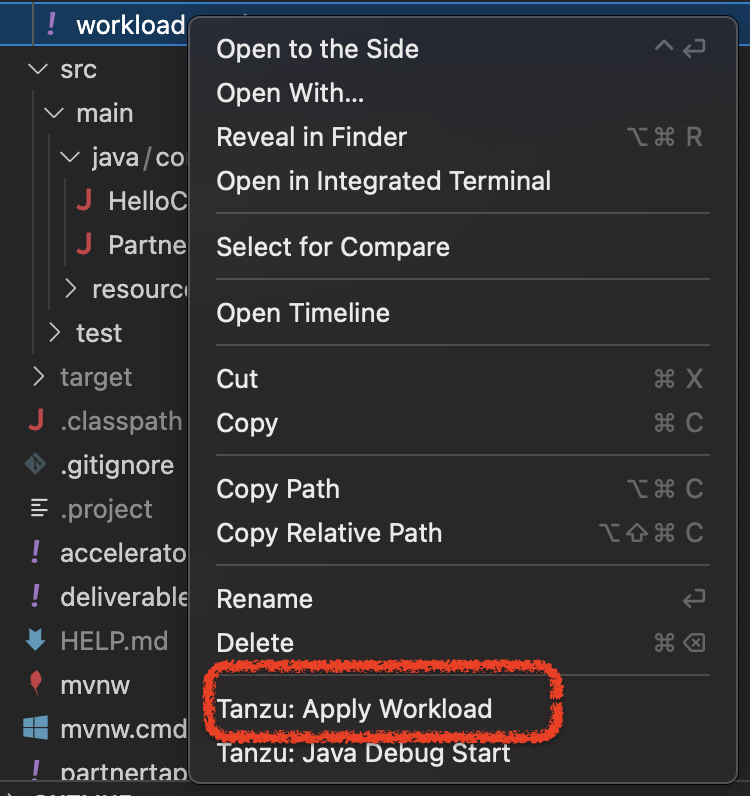 workload
src
main
java/co
HelloC
Partne
resourc
test
target
.classpath
.gitignore
.project
accelerato
deliverable
HELP.md
mvnw
mvnw.cmd
partnertap
OUTLINE
Open to the Side ^ ⏎
Open With...
Reveal in Finder ⌥⌘ R
Open in Integrated Terminal
Select for Compare
Open Timeline
Cut ⌘ X
Copy ⌘ C
Copy Path ⌥⌘ C
Copy Relative Path ⌥⇧⌘ C
Rename ⏎
Delete ⌘ ⌫
Tanzu: Apply Workload
Tanzu: Java Debug Start